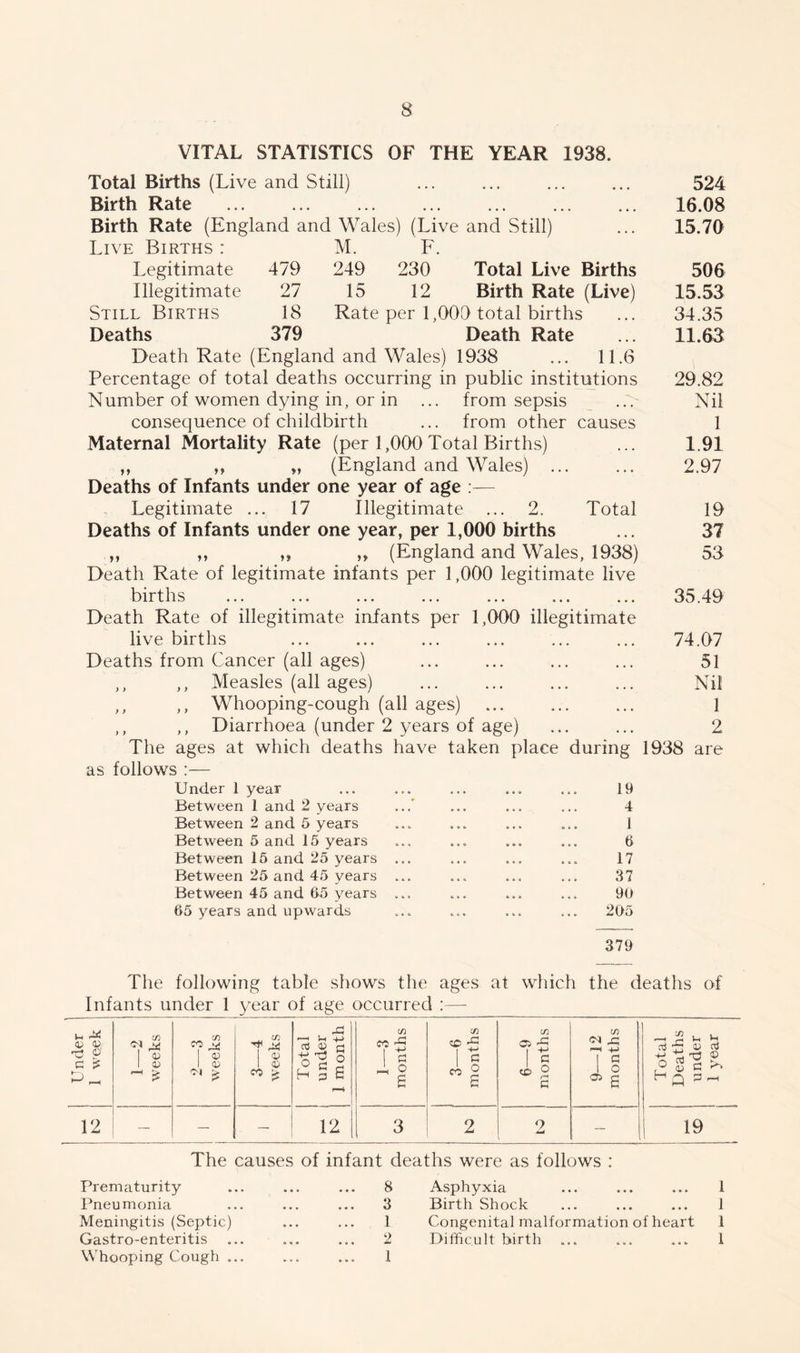 8
VITAL STATISTICS OF THE YEAR 1938.
Total Births (Live and Still) ... ... ... ... 524
Birth Rate ... ... ... ... ... ... ... 16.08
Birth Rate (England and Wales) (Live and Still) ... 15.70
Live Births : M. F.
Legitimate 479 249 230 Total Live Births 506
Illegitimate 27 15 12 Birth Rate (Live) 15.53
Still Births 18 Rate per 1,000 total births ... 34.35
Deaths 379 Death Rate ... 11.63
Death Rate (England and Wales) 1938 ... 11.6
Percentage of total deaths occurring in public institutions 29.82
Number of women dying in, or in ... from sepsis ... Nil
consequence of childbirth ... from other causes 1
Maternal Mortality Rate (per 1,000 Total Births) ... 1.91
,, ,, ,, (England and Wales) ... ... 2.97
Deaths of Infants under one year of age :—
Legitimate ... 17 Illegitimate ... 2. Total 19
Deaths of Infants under one year, per 1,000 births ... 37
,, ,, ,, ,, (England and Wales, 1938) 53
Death Rate of legitimate infants per 1,000 legitimate live
births ... ... ... ... ... ... ... 35.49
Death Rate of illegitimate infants per 1,000 illegitimate
live births ... ... ... ... ... ... 74.07
Deaths from Cancer (all ages) ... ... ... ... 51
,, ,, Measles (all ages) ... ... ... ... Nil
,, ,, Whooping-cough (all ages) ... ... ... 1
,, ,, Diarrhoea (under 2 years of age) ... ... 2
The ages at which deaths have taken place during 1938 are
as follows :—
Under 1 year ... ... ... ... ... 19
Between 1 and 2 years ... ... ... ... 4
Between 2 and 5 years ... ... ... ... 1
Between 5 and 15 years ... ... ... ... 6
Between 15 and 25 years ... ... ... ... 17
Between 25 and 45 years ... ... ... ... 37
Between 45 and 65 years ... ... ... ... 90
65 years and upwards ... ... ... ... 205
379
The following table shows the ages at which the deaths of
Infants under 1 year of age occurred :—
Under 1 week 1—2 weeks 2—3 weeks 3—4 weeks Total under 1 month 1—3 months 3—6 months 6—9 months 9—12 months Total Deaths under 1 year
12 — — — 12 3 2 2 — 19
The causes of infant deaths were as follows :
Prematurity ... ... ... 8 Asphyxia ... ... ... 1
Pneumonia ... ... ... 3 Birth Shock ... ... ... 1
Meningitis (Septic) ... ... 1 Congenital malformation of heart 1
Gastro-enteritis ... ... ... 2 Difficult birth ... ... ... 1
Whooping Cough ... ... ... 1